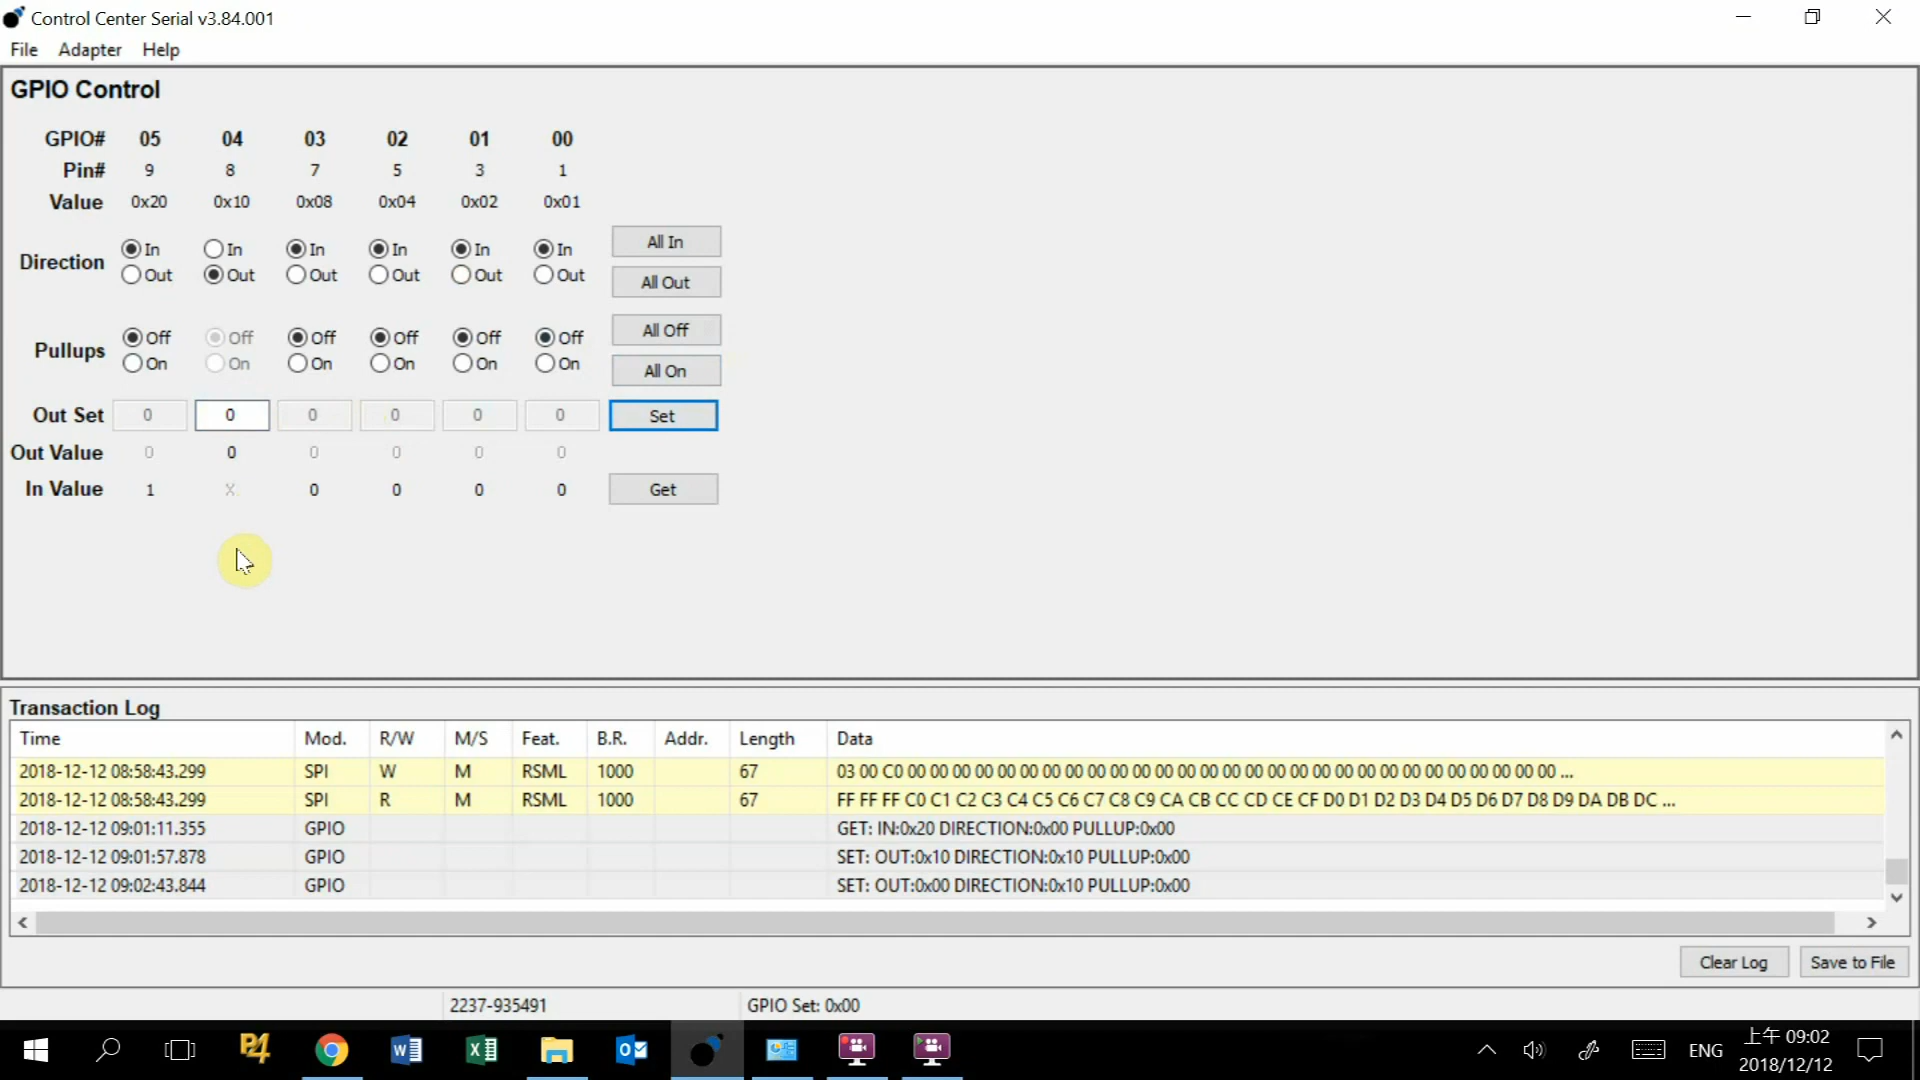 Control Center Serial v3.84.001
File Adapter Help
GPIO Control
GPIO# 05 04 03 02 01 00
Pin# 9 8 7 5 3 1
Value 0x20 0x10 0x08 0x04 0x02 0x01
Direction In In In In In In All In
Out Out Out Out Out Out All Out
Pullups Off Off Off Off Off Off All Off
On On On On On On All On
Out Set 0 0 0 0 0 0 Set
Out Value 0 0 0 0 0 0
In Value 1 X 0 0 0 0 Get
Transaction Log
Time Mod. R/W M/S Feat. B.R. Addr. Length Data
2018-12-12 08:58:43.299 SPI W M RSML 1000 67 03 00 C0 00 00 00 00 00 00 00 00 00 00 00 00 00 00 00 00 00 00 00 00 00 00 00 00 00 00 00 00 00 ...
2018-12-12 08:58:43.299 SPI R M RSML 1000 67 FF FF FF C0 C1 C2 C3 C4 C5 C6 C7 C8 C9 CA CB CC CD CE CF D0 D1 D2 D3 D4 D5 D6 D7 D8 D9 DA DB DC ...
2018-12-12 09:01:11.355 GPIO GET: IN:0x20 DIRECTION:0x00 PULLUP:0x00
2018-12-12 09:01:57.878 GPIO SET: OUT:0x10 DIRECTION:0x10 PULLUP:0x00
2018-12-12 09:02:43.844 GPIO SET: OUT:0x00 DIRECTION:0x10 PULLUP:0x00
Clear Log Save to File
2237-935491 GPIO Set: 0x00
P4 ENG 上午 09:02
2018/12/12